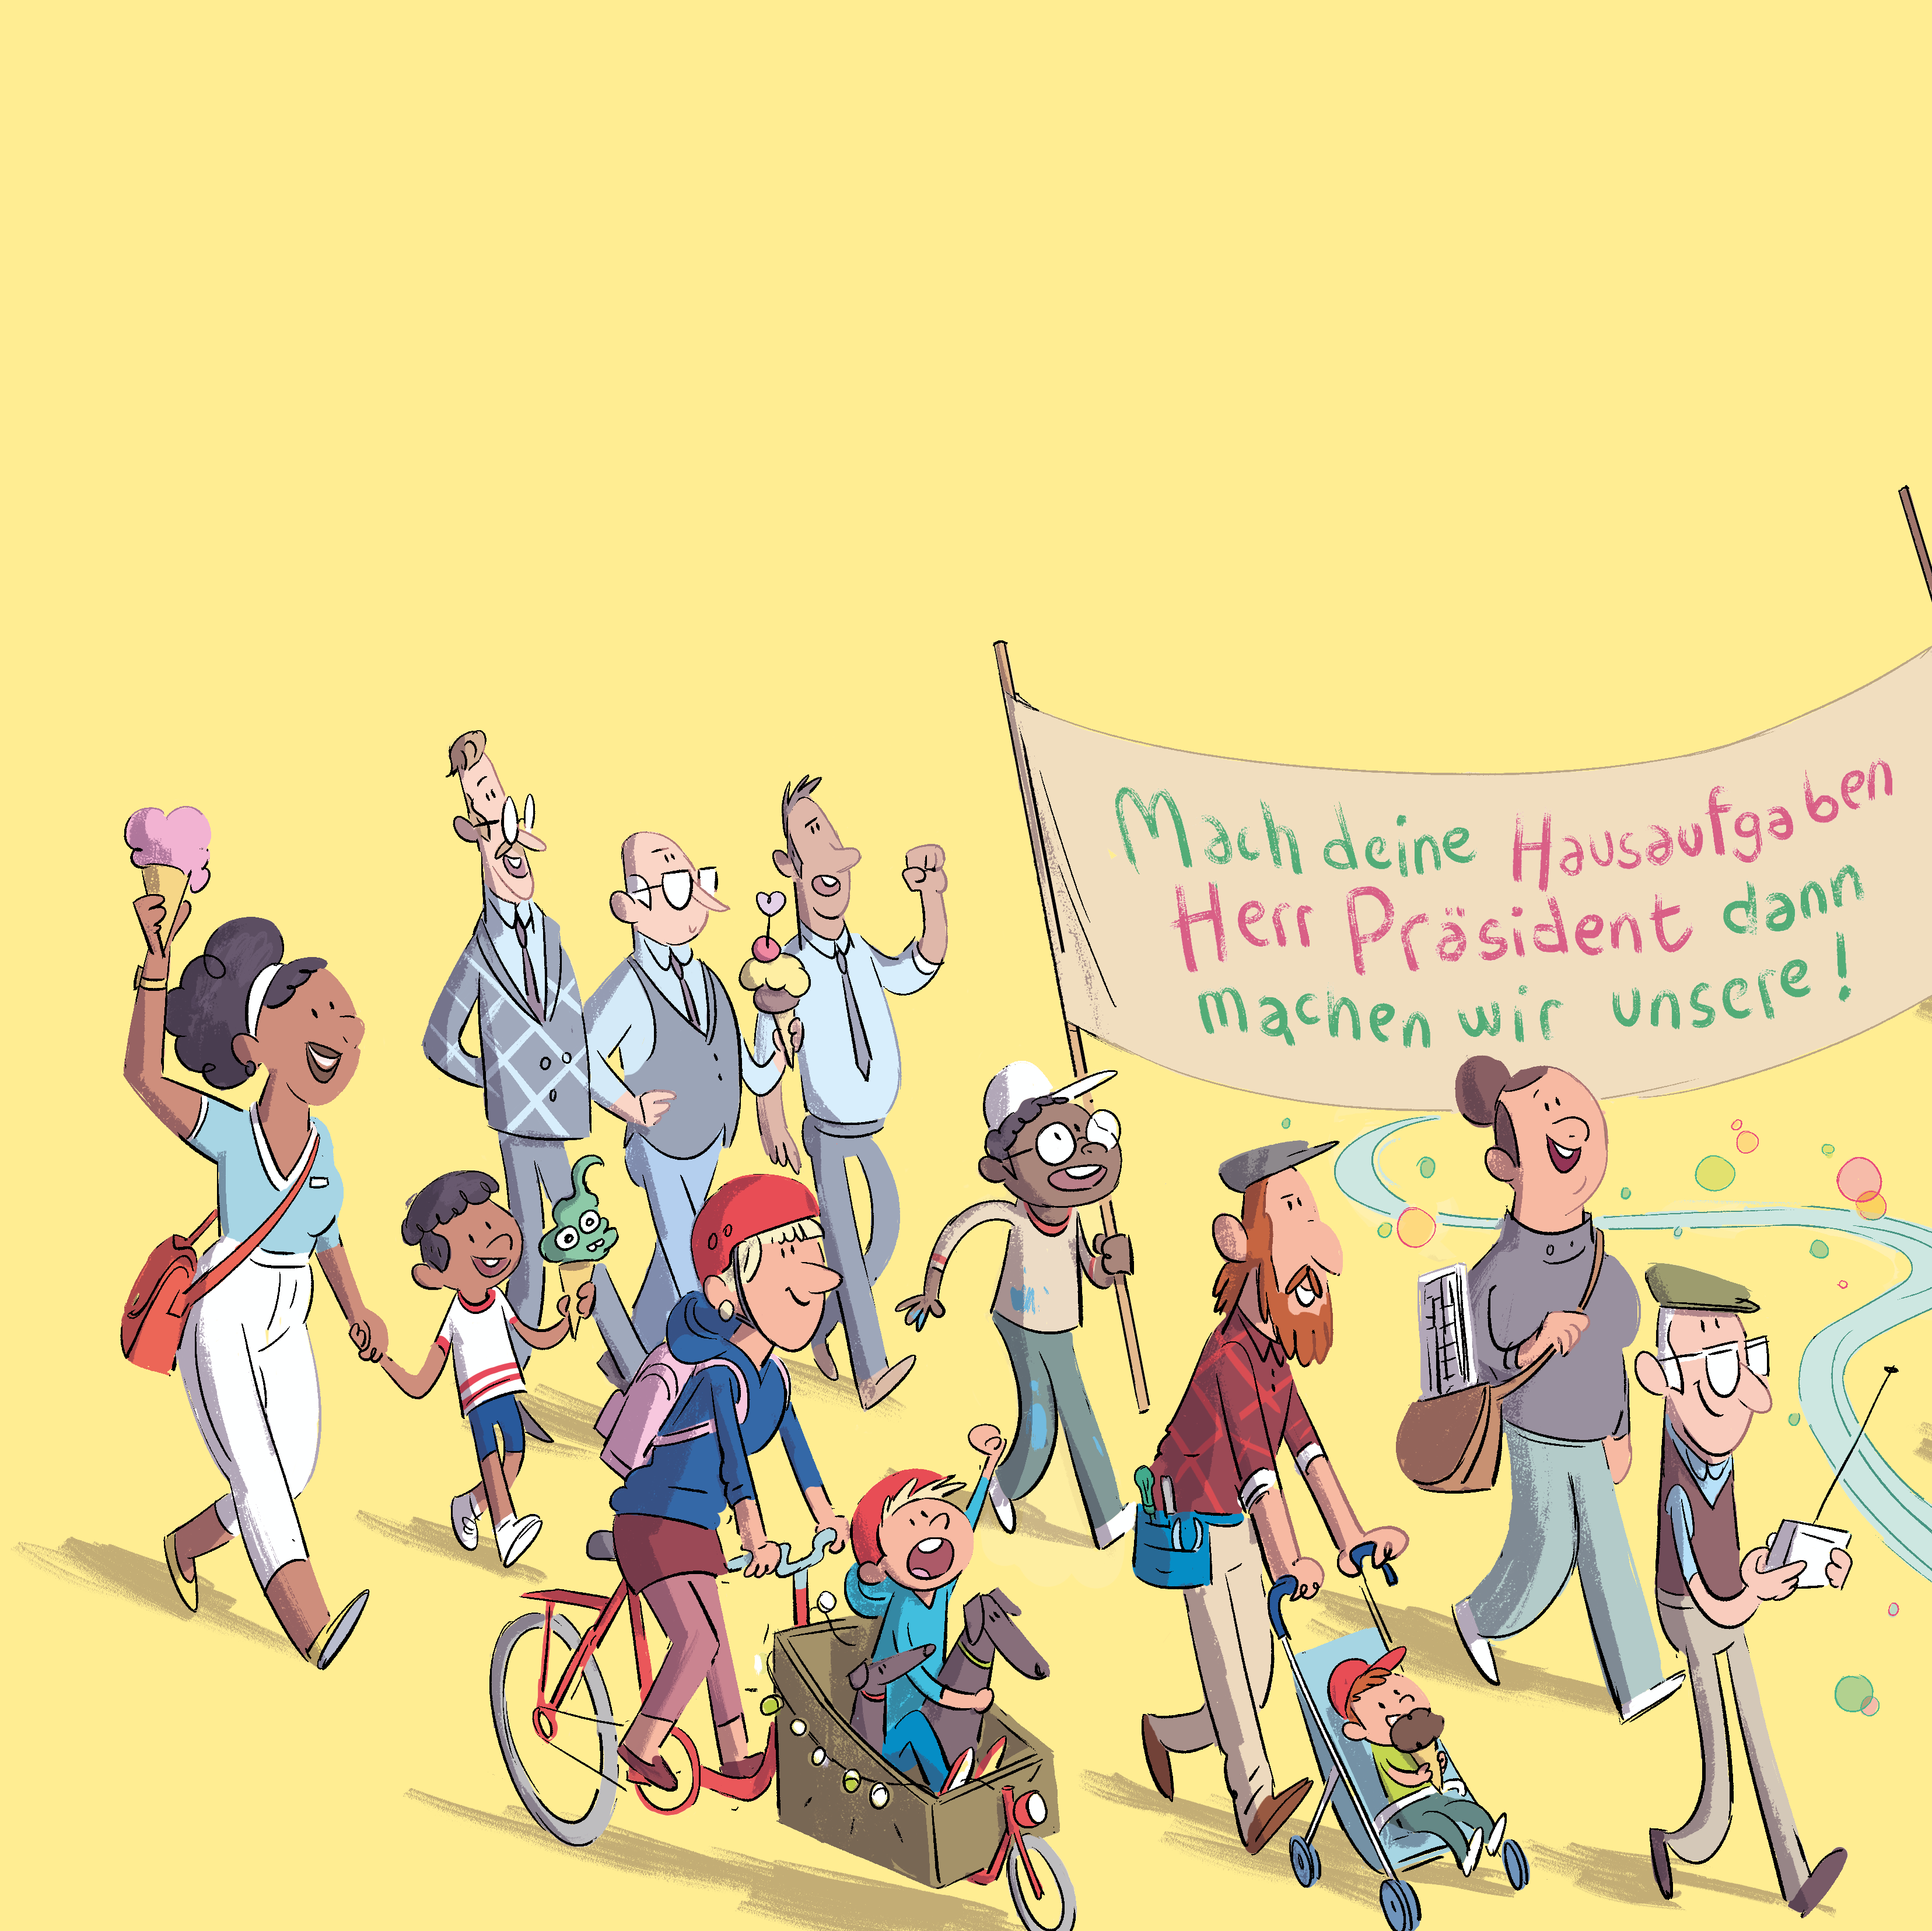 Mach deine Hausaufgaben
Herr Präsident dann
machen wir unsere!